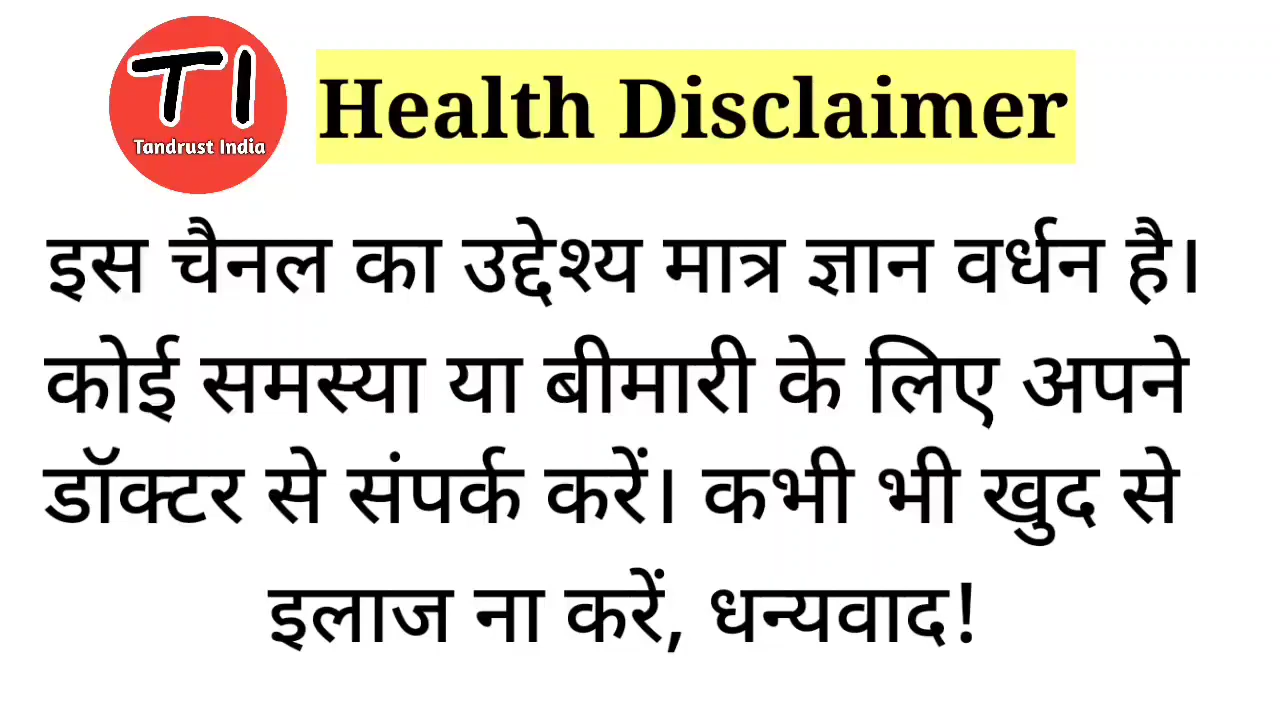 TI
Tandrust India
Health Disclaimer
इस चैनल का उद्देश्य मात्र ज्ञान वर्धन है।
कोई समस्या या बीमारी के लिए अपने
डॉक्टर से संपर्क करें। कभी भी खुद से
इलाज ना करें, धन्यवाद!